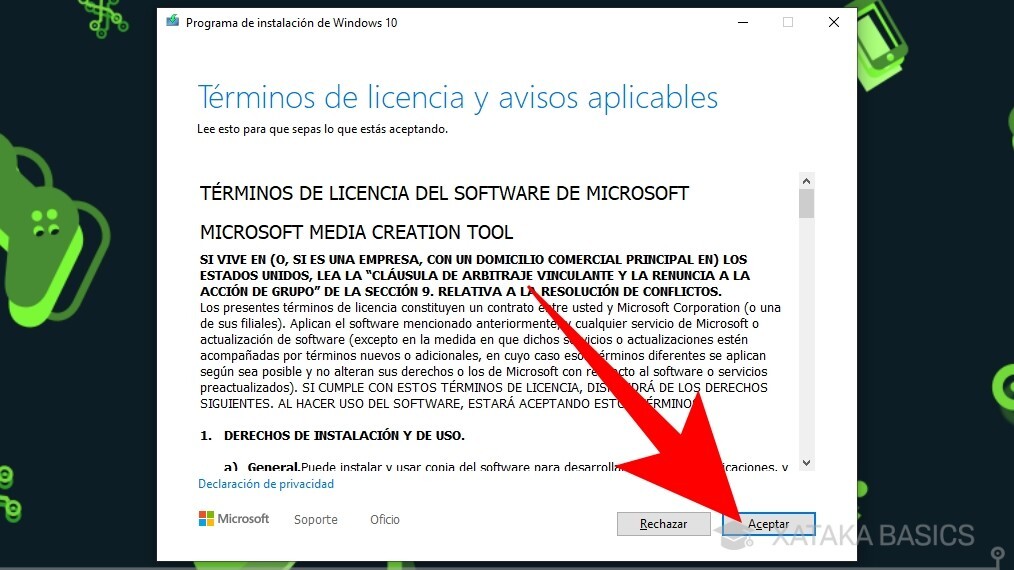 Programa de instalación de Windows 10
Términos de licencia y avisos aplicables
Lee esto para que sepas lo que estás aceptando.
TÉRMINOS DE LICENCIA DEL SOFTWARE DE MICROSOFT
MICROSOFT MEDIA CREATION TOOL
SI VIVE EN (O, SI ES UNA EMPRESA, CON UN DOMICILIO COMERCIAL PRINCIPAL EN) LOS
ESTADOS UNIDOS, LEA LA “CLÁUSULA DE ARBITRAJE VINCULANTE Y LA RENUNCIA A LA
ACCIÓN DE GRUPO” DE LA SECCIÓN 9. RELATIVA A LA RESOLUCIÓN DE CONFLICTOS.
Los presentes términos de licencia constituyen un contrato entre usted y Microsoft Corporation (o una
de sus filiales). Aplican el software mencionado anteriormente, y cualquier servicio de Microsoft o
actualización de software (excepto en la medida en que dichos servicios o actualizaciones estén
acompañadas por términos nuevos o adicionales, en cuyo caso esos términos diferentes se aplican
según sea posible y no alteran sus derechos o los de Microsoft con respecto al software o servicios
preactualizados). SI CUMPLE CON ESTOS TÉRMINOS DE LICENCIA, DISPONDRÁ DE LOS DERECHOS
SIGUIENTES. AL HACER USO DEL SOFTWARE, ESTARÁ ACEPTANDO ESTOS TÉRMINOS
1. DERECHOS DE INSTALACIÓN Y DE USO.
a) General. Puede instalar y usar copia del software para desarrollar icaciones, y
Declaración de privacidad
Microsoft Soporte Oficio
Rechazar Aceptar
XATAKA BASICS